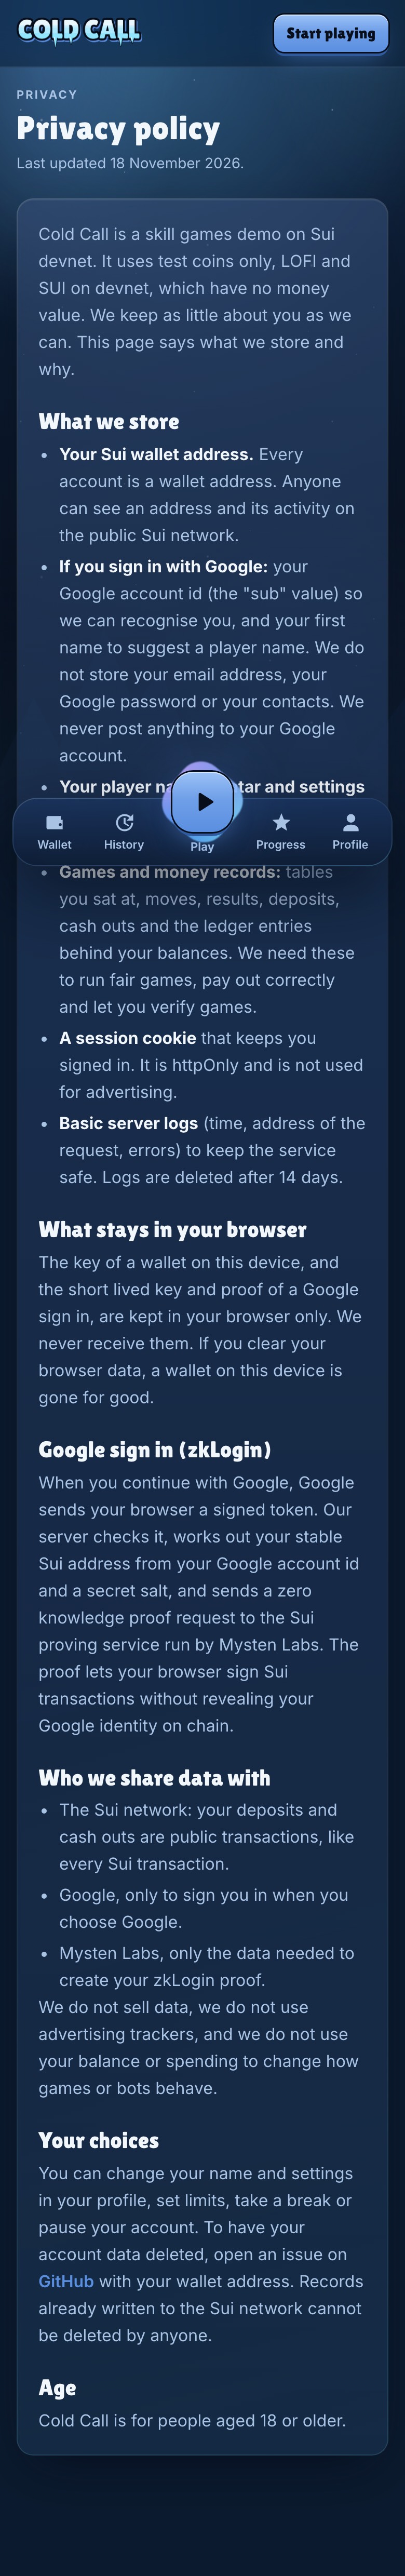 COLD CALL
Start playing
PRIVACY
Privacy policy
Last updated 18 November 2026.
Cold Call is a skill games demo on Sui
devnet. It uses test coins only, LOFI and
SUI on devnet, which have no money
value. We keep as little about you as we
can. This page says what we store and
why.
What we store
• Your Sui wallet address. Every
account is a wallet address. Anyone
can see an address and its activity on
the public Sui network.
• If you sign in with Google: your
Google account id (the "sub" value) so
we can recognise you, and your first
name to suggest a player name. We do
not store your email address, your
Google password or your contacts. We
never post anything to your Google
account.
• Your player settings
Wallet
History
Play
Progress
Profile
• Games and money records: tables
you sat at, moves, results, deposits,
cash outs and the ledger entries
behind your balances. We need these
to run fair games, pay out correctly
and let you verify games.
• A session cookie that keeps you
signed in. It is httpOnly and is not used
for advertising.
• Basic server logs (time, address of the
request, errors) to keep the service
safe. Logs are deleted after 14 days.
What stays in your browser
The key of a wallet on this device, and
the short lived key and proof of a Google
sign in, are kept in your browser only. We
never receive them. If you clear your
browser data, a wallet on this device is
gone for good.
Google sign in (zkLogin)
When you continue with Google, Google
sends your browser a signed token. Our
server checks it, works out your stable
Sui address from your Google account id
and a secret salt, and sends a zero
knowledge proof request to the Sui
proving service run by Mysten Labs. The
proof lets your browser sign Sui
transactions without revealing your
Google identity on chain.
Who we share data with
• The Sui network: your deposits and
cash outs are public transactions, like
every Sui transaction.
• Google, only to sign you in when you
choose Google.
• Mysten Labs, only the data needed to
create your zkLogin proof.
We do not sell data, we do not use
advertising trackers, and we do not use
your balance or spending to change how
games or bots behave.
Your choices
You can change your name and settings
in your profile, set limits, take a break or
pause your account. To have your
account data deleted, open an issue on
GitHub with your wallet address. Records
already written to the Sui network cannot
be deleted by anyone.
Age
Cold Call is for people aged 18 or older.